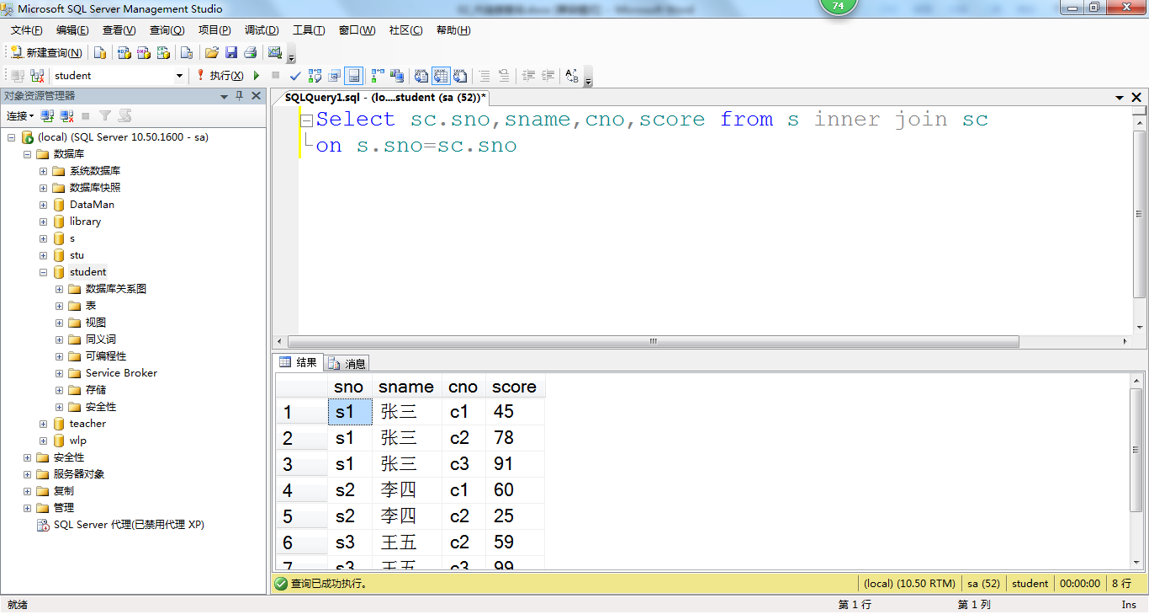 Microsoft SQL Server Management Studio
74
文件(F) 编辑(E) 查看(V) 查询(Q) 项目(P) 调试(D) 工具(T) 窗口(W) 社区(C) 帮助(H)
新建查询(N)
student 执行(X)
对象资源管理器
连接
(local) (SQL Server 10.50.1600 - sa)
数据库
系统数据库
数据库快照
DataMan
library
s
stu
student
数据库关系图
表
视图
同义词
可编程性
Service Broker
存储
安全性
teacher
wlp
安全性
服务器对象
复制
管理
SQL Server 代理(已禁用代理 XP)
SQLQuery1.sql - (lo....student (sa (52))*
Select sc.sno,sname,cno,score from s inner join sc
on s.sno=sc.sno
结果 消息
sno sname cno score
1 s1 张三 c1 45
2 s1 张三 c2 78
3 s1 张三 c3 91
4 s2 李四 c1 60
5 s2 李四 c2 25
6 s3 王五 c2 59
7 s3 王五 c3 99
查询已成功执行。 (local) (10.50 RTM) sa (52) student 00:00:00 8 行
就绪 第 1 行 第 1 列 Ins